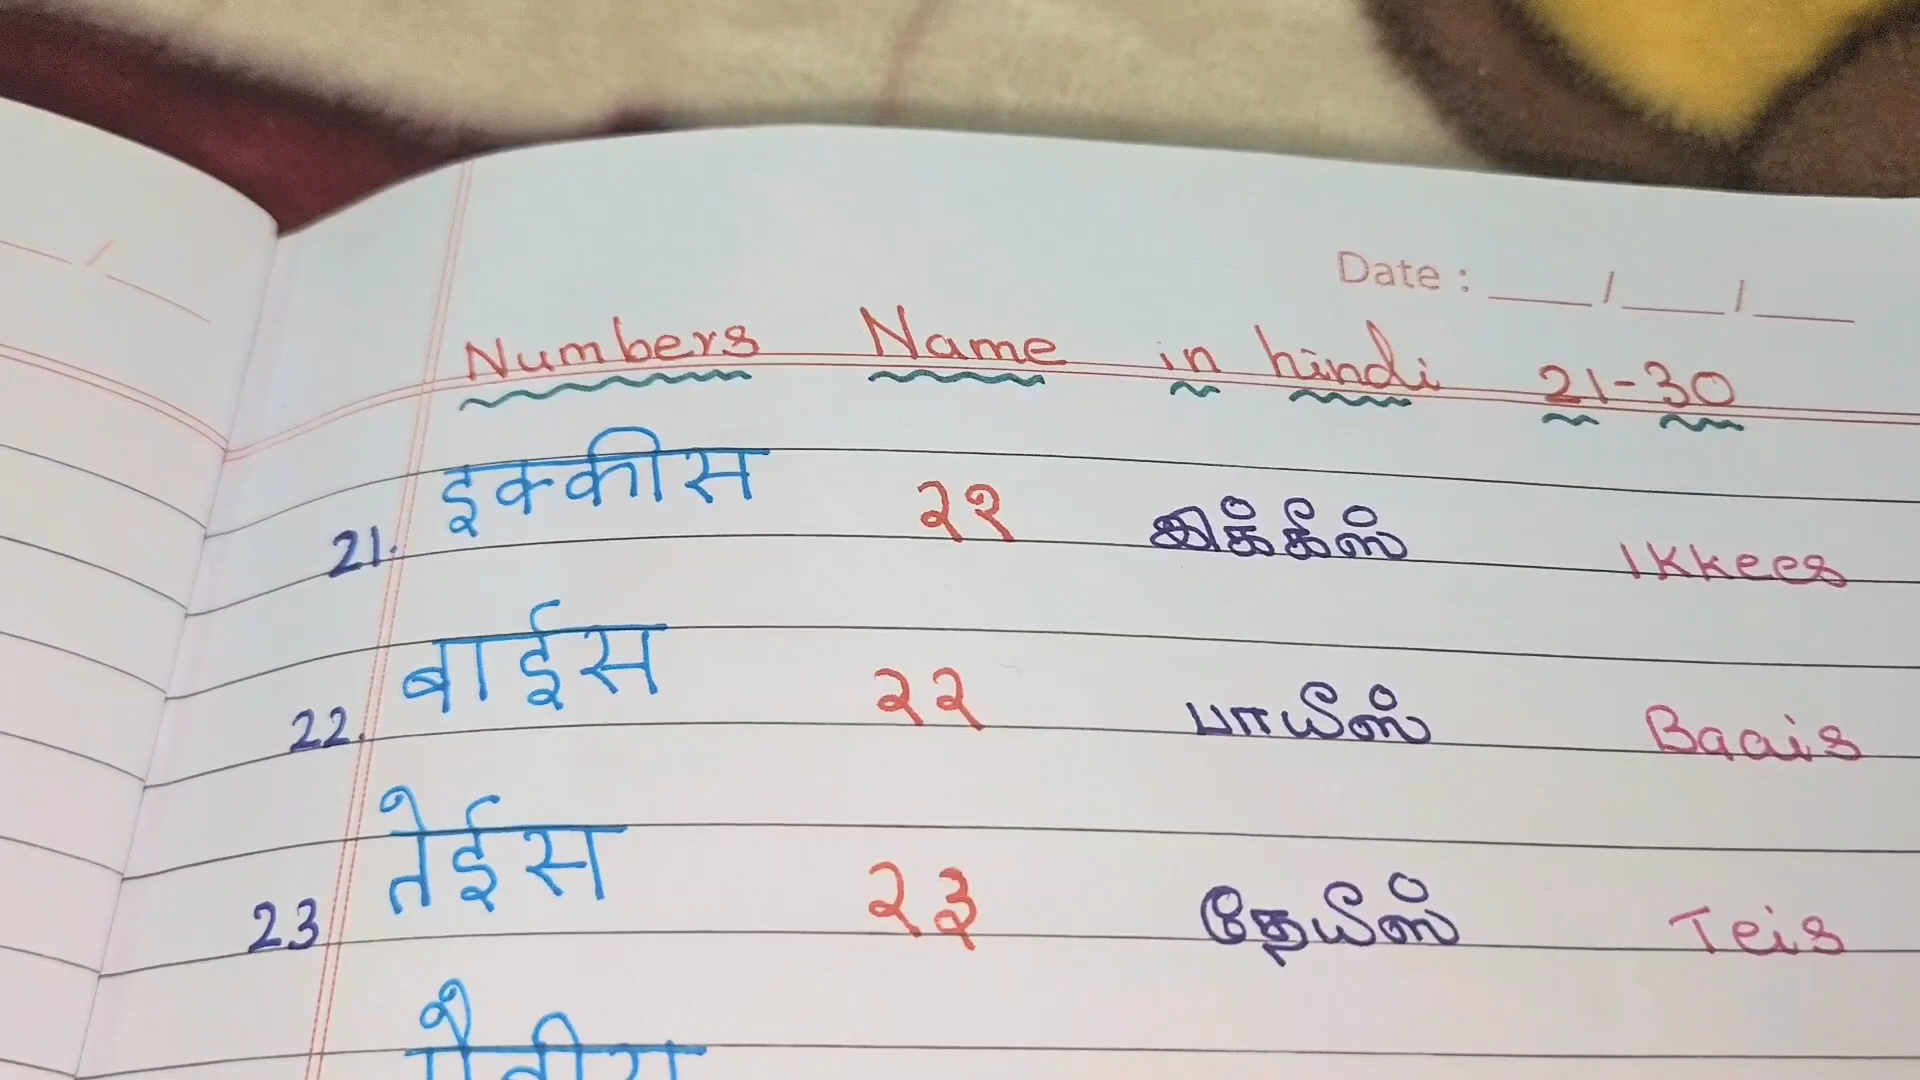 Date : ___/___/___
Numbers Name in hindi 21-30
21. इक्कीस २१ இக்கீஸ் Ikkees
22. बाईस २२ பாயீஸ் Baais
23 तेईस २३ தேயீஸ் Teis